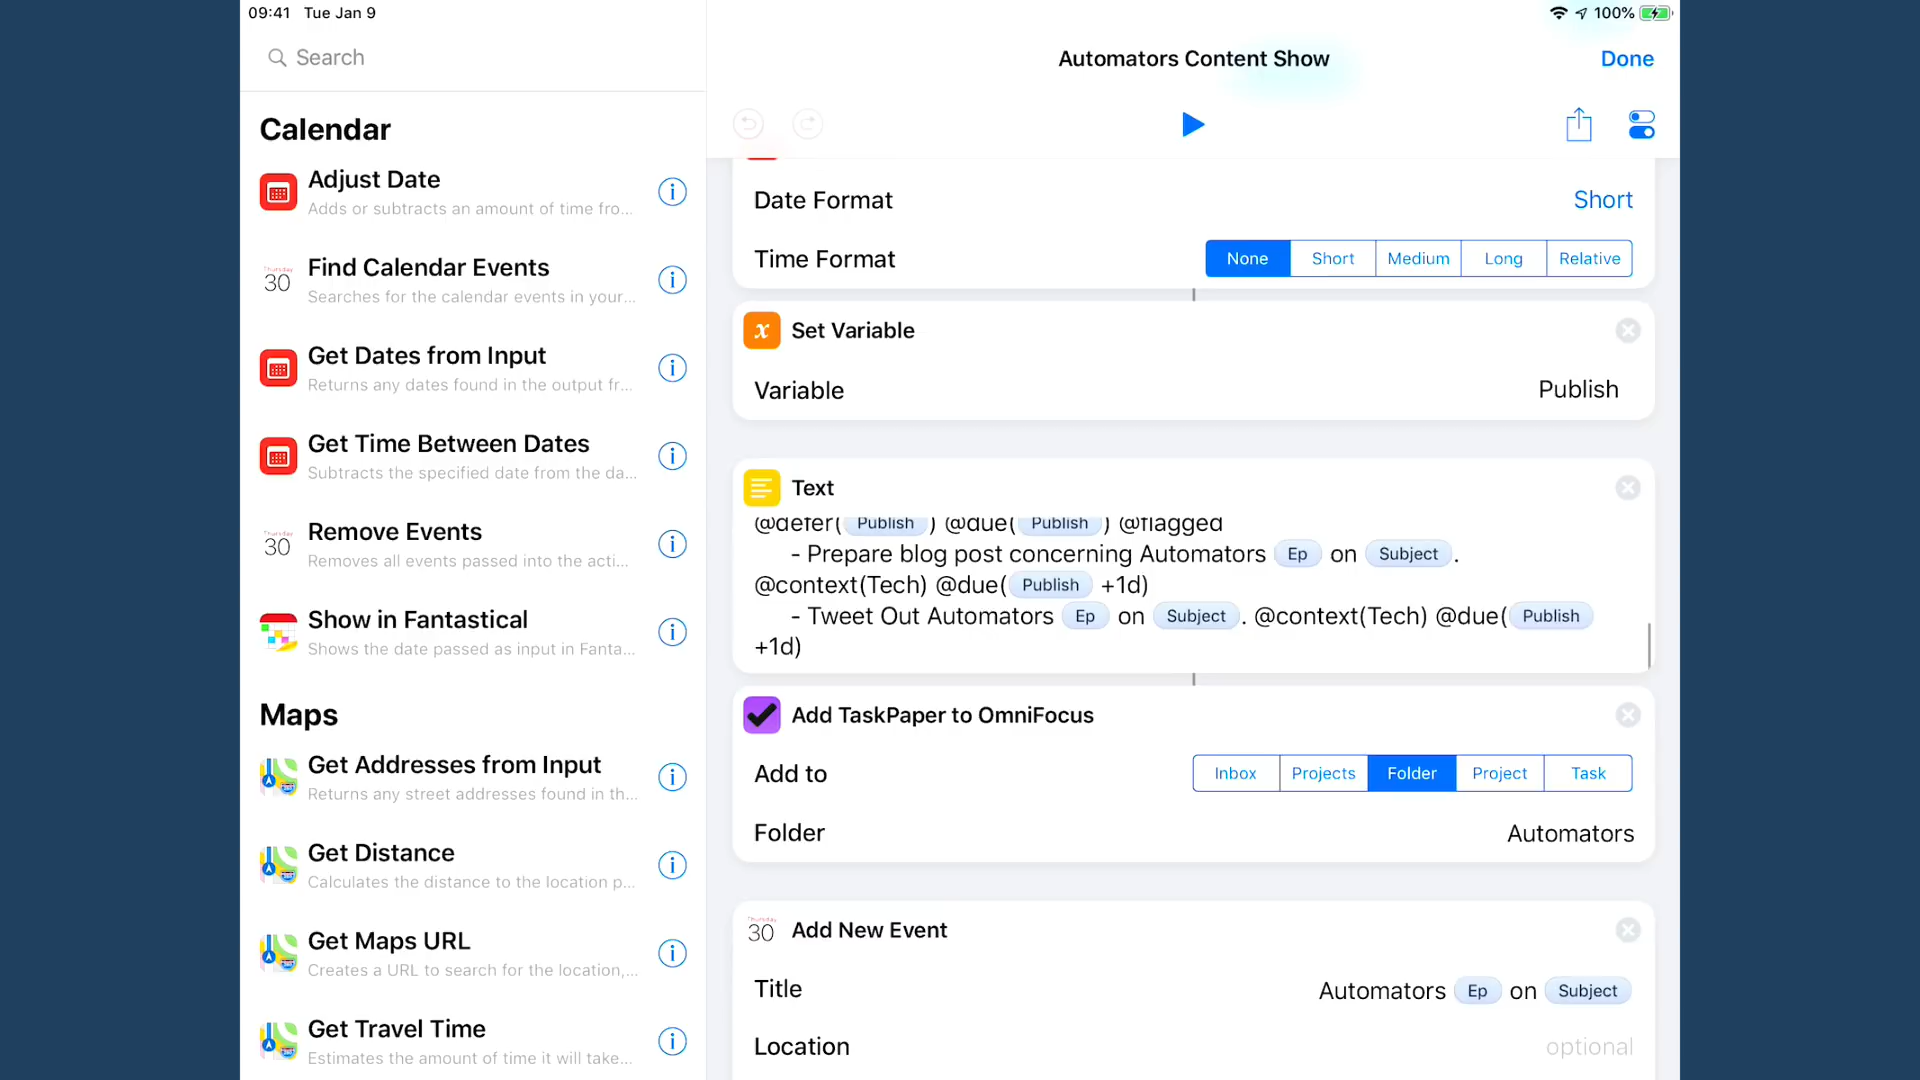 09:41 Tue Jan 9
100%
Search
Automators Content Show
Done
Calendar
Adjust Date
Adds or subtracts an amount of time fro...
Thursday
30
Find Calendar Events
Searches for the calendar events in your...
Get Dates from Input
Returns any dates found in the output fr...
Get Time Between Dates
Subtracts the specified date from the da...
Thursday
30
Remove Events
Removes all events passed into the acti...
Show in Fantastical
Shows the date passed as input in Fanta...
Maps
Get Addresses from Input
Returns any street addresses found in th...
Get Distance
Calculates the distance to the location p...
Get Maps URL
Creates a URL to search for the location,...
Get Travel Time
Estimates the amount of time it will take...
Date Format Short
Time Format None Short Medium Long Relative
x Set Variable
Variable Publish
Text
@defer( Publish ) @due( Publish ) @flagged
- Prepare blog post concerning Automators Ep on Subject .
@context(Tech) @due( Publish +1d)
- Tweet Out Automators Ep on Subject . @context(Tech) @due( Publish
+1d)
Add TaskPaper to OmniFocus
Add to Inbox Projects Folder Project Task
Folder Automators
Thursday
30
Add New Event
Title Automators Ep on Subject
Location optional